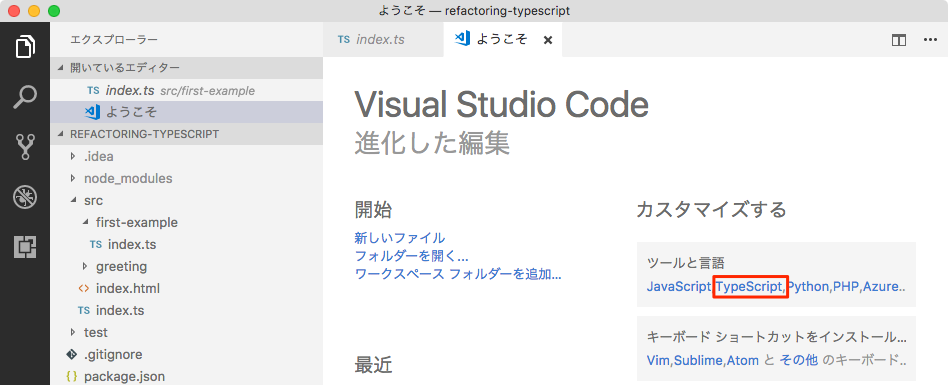 ようこそ — refactoring-typescript
エクスプローラー
開いているエディター
TS index.ts src/first-example
ようこそ
REFACTORING-TYPESCRIPT
.idea
node_modules
src
first-example
TS index.ts
greeting
<> index.html
TS index.ts
test
.gitignore
{} package.json
TS index.ts
ようこそ
Visual Studio Code
進化した編集
開始
新しいファイル
フォルダーを開く...
ワークスペース フォルダーを追加...
最近
カスタマイズする
ツールと言語
JavaScript,TypeScript,Python,PHP,Azure..
キーボード ショートカットをインストール...
Vim,Sublime,Atom と その他 のキーボード..